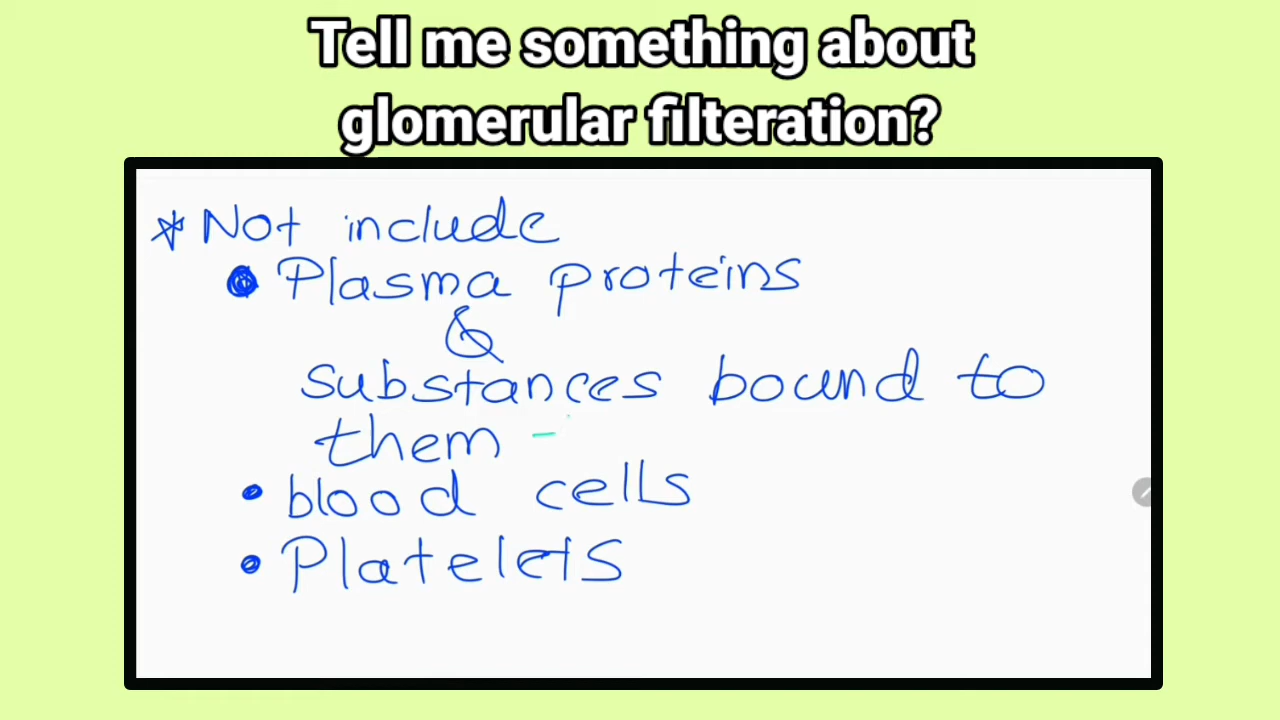 Tell me something about
glomerular filteration?
* Not include
• Plasma proteins
&
substances bound to
them -
• blood cells
• Platelets